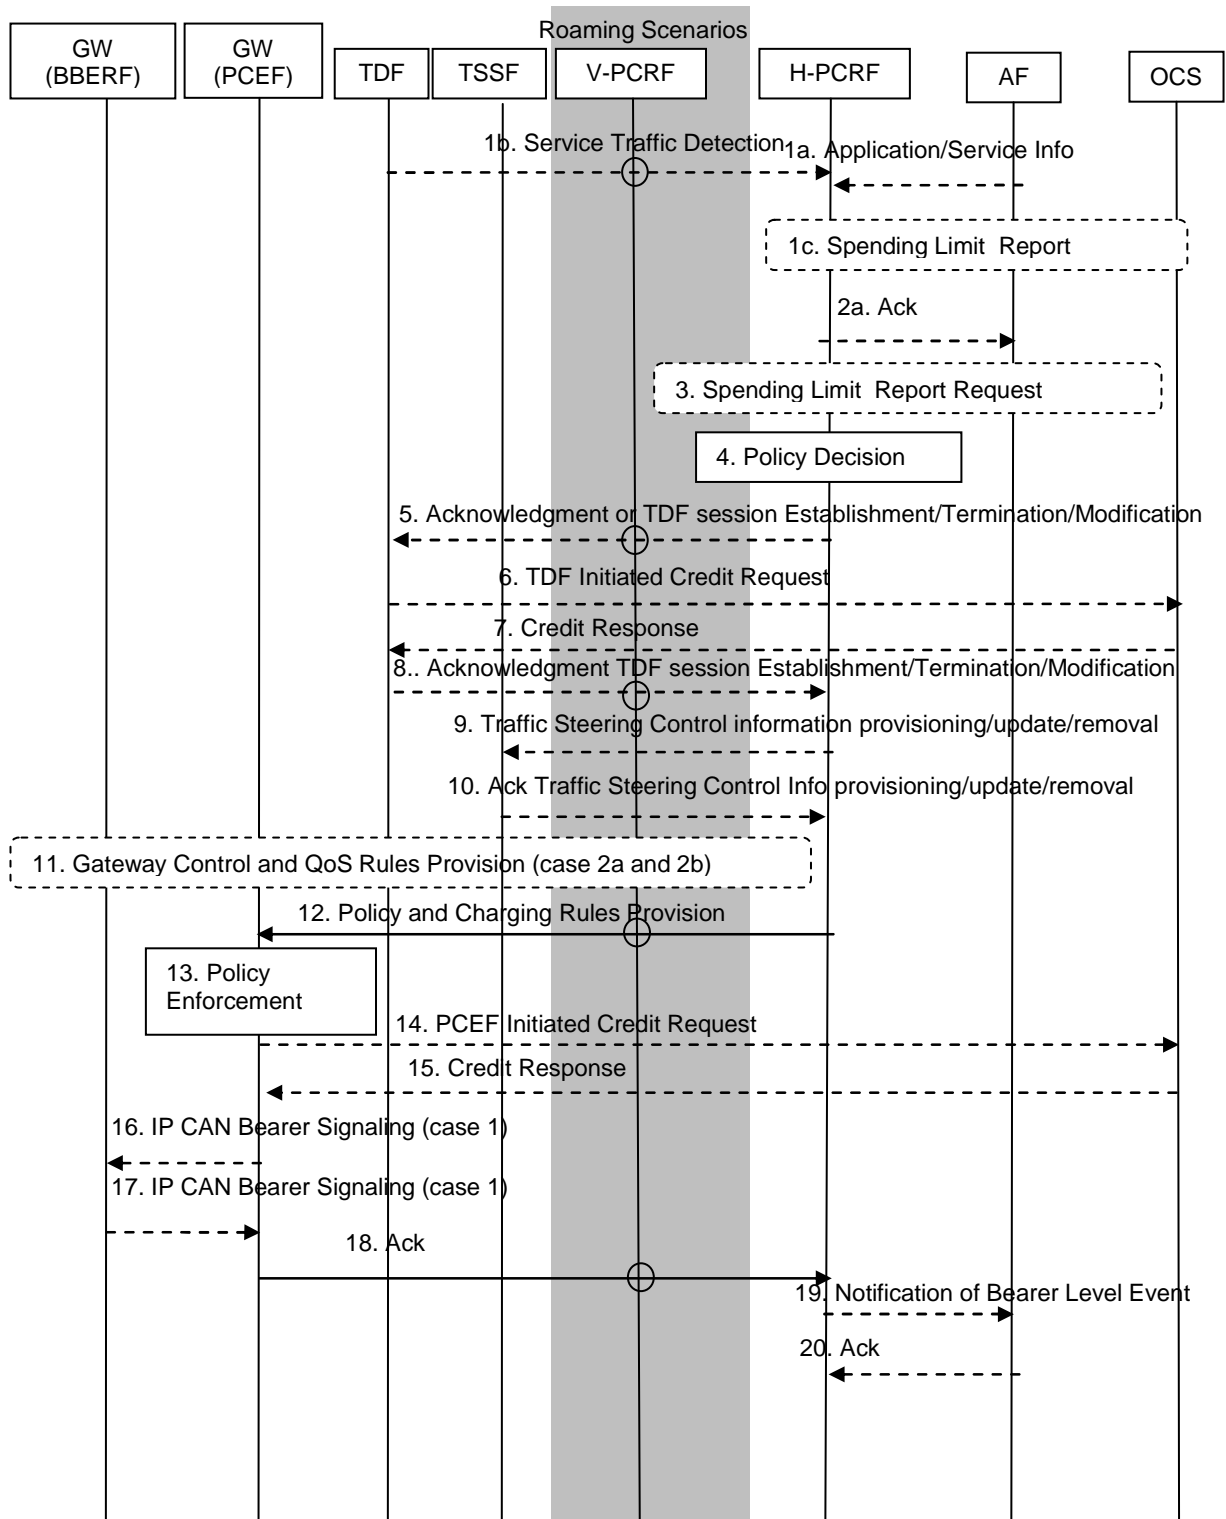 Roaming Scenarios
GW
(BBERF)
GW
(PCEF)
TDF
TSSF
V-PCRF
H-PCRF
AF
OCS
1b. Service Traffic Detection
1a. Application/Service Info
1c. Spending Limit  Report
2a. Ack
3. Spending Limit  Report Request
4. Policy Decision
5. Acknowledgment or TDF session Establishment/Termination/Modification
6. TDF Initiated Credit Request
7. Credit Response
8.. Acknowledgment TDF session Establishment/Termination/Modification
9. Traffic Steering Control information provisioning/update/removal
10. Ack Traffic Steering Control Info provisioning/update/removal
11. Gateway Control and QoS Rules Provision (case 2a and 2b)
12. Policy and Charging Rules Provision
13. Policy
Enforcement
14. PCEF Initiated Credit Request
15. Credit Response
16. IP CAN Bearer Signaling (case 1)
17. IP CAN Bearer Signaling (case 1)
18. Ack
19. Notification of Bearer Level Event
20. Ack